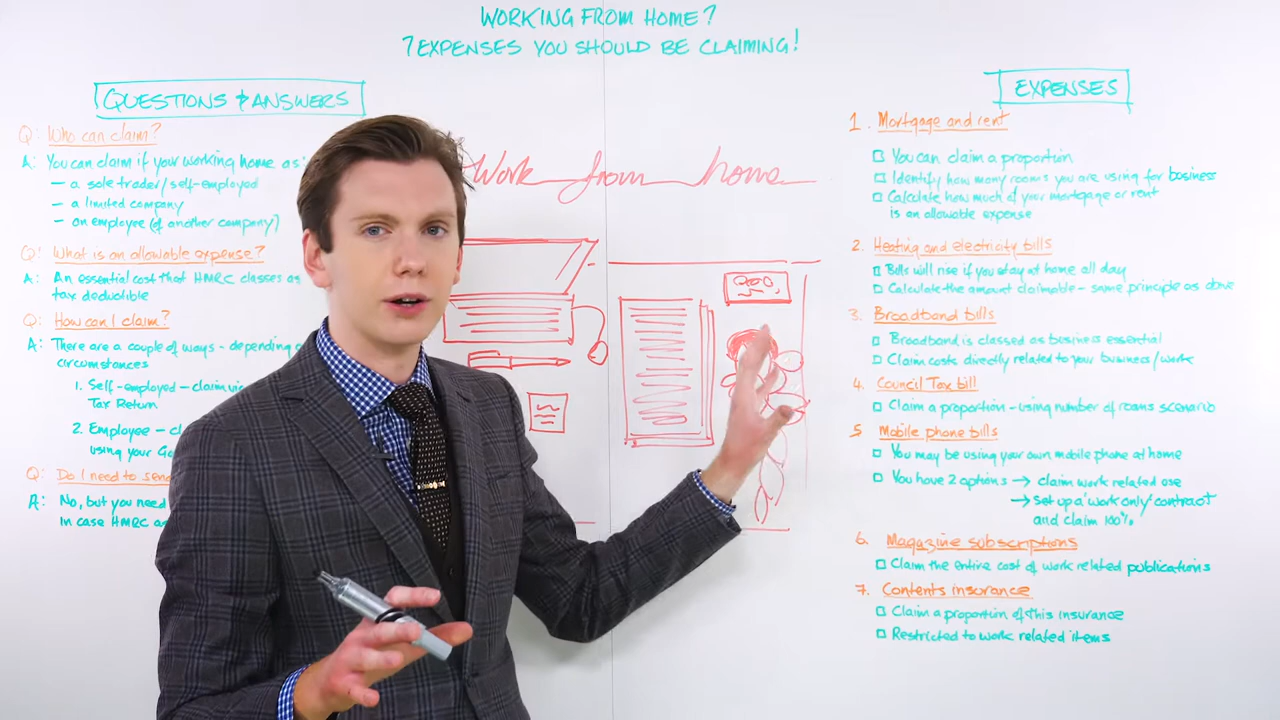 WORKING FROM HOME?
7 EXPENSES YOU SHOULD BE CLAIMING!
QUESTIONS & ANSWERS
Q: Who can claim?
A: You can claim if your working home as:
– a sole trader/self-employed
– a limited company
– an employee (of another company)
Q: What is an allowable expense?
A: An essential cost that HMRC classes as
tax deductible
Q: How can I claim?
A: There are a couple of ways - depending
circumstances
1. Self-employed – claim via
Tax Return
2. Employee – cl
using your Go
Q: Do I need to send
A: No, but you need
in case HMRC
Work from home
EXPENSES
1. Mortgage and rent
You can claim a proportion
Identify how many rooms you are using for business
Calculate how much of your mortgage or rent
is an allowable expense
2. Heating and electricity bills
Bills will rise if you stay at home all day
Calculate the amount claimable – same principle as above
3. Broadband bills
Broadband is classed as business essential
Claim costs directly related to your business/work
4. Council Tax bill
Claim a proportion – using number of rooms scenario
5 Mobile phone bills
You may be using your own mobile phone at home
You have 2 options → claim work related use
→ Set up a 'work only' contract
and claim 100%
6. Magazine subscriptions
Claim the entire cost of work related publications
7. Contents insurance
Claim a proportion of this insurance
Restricted to work related items